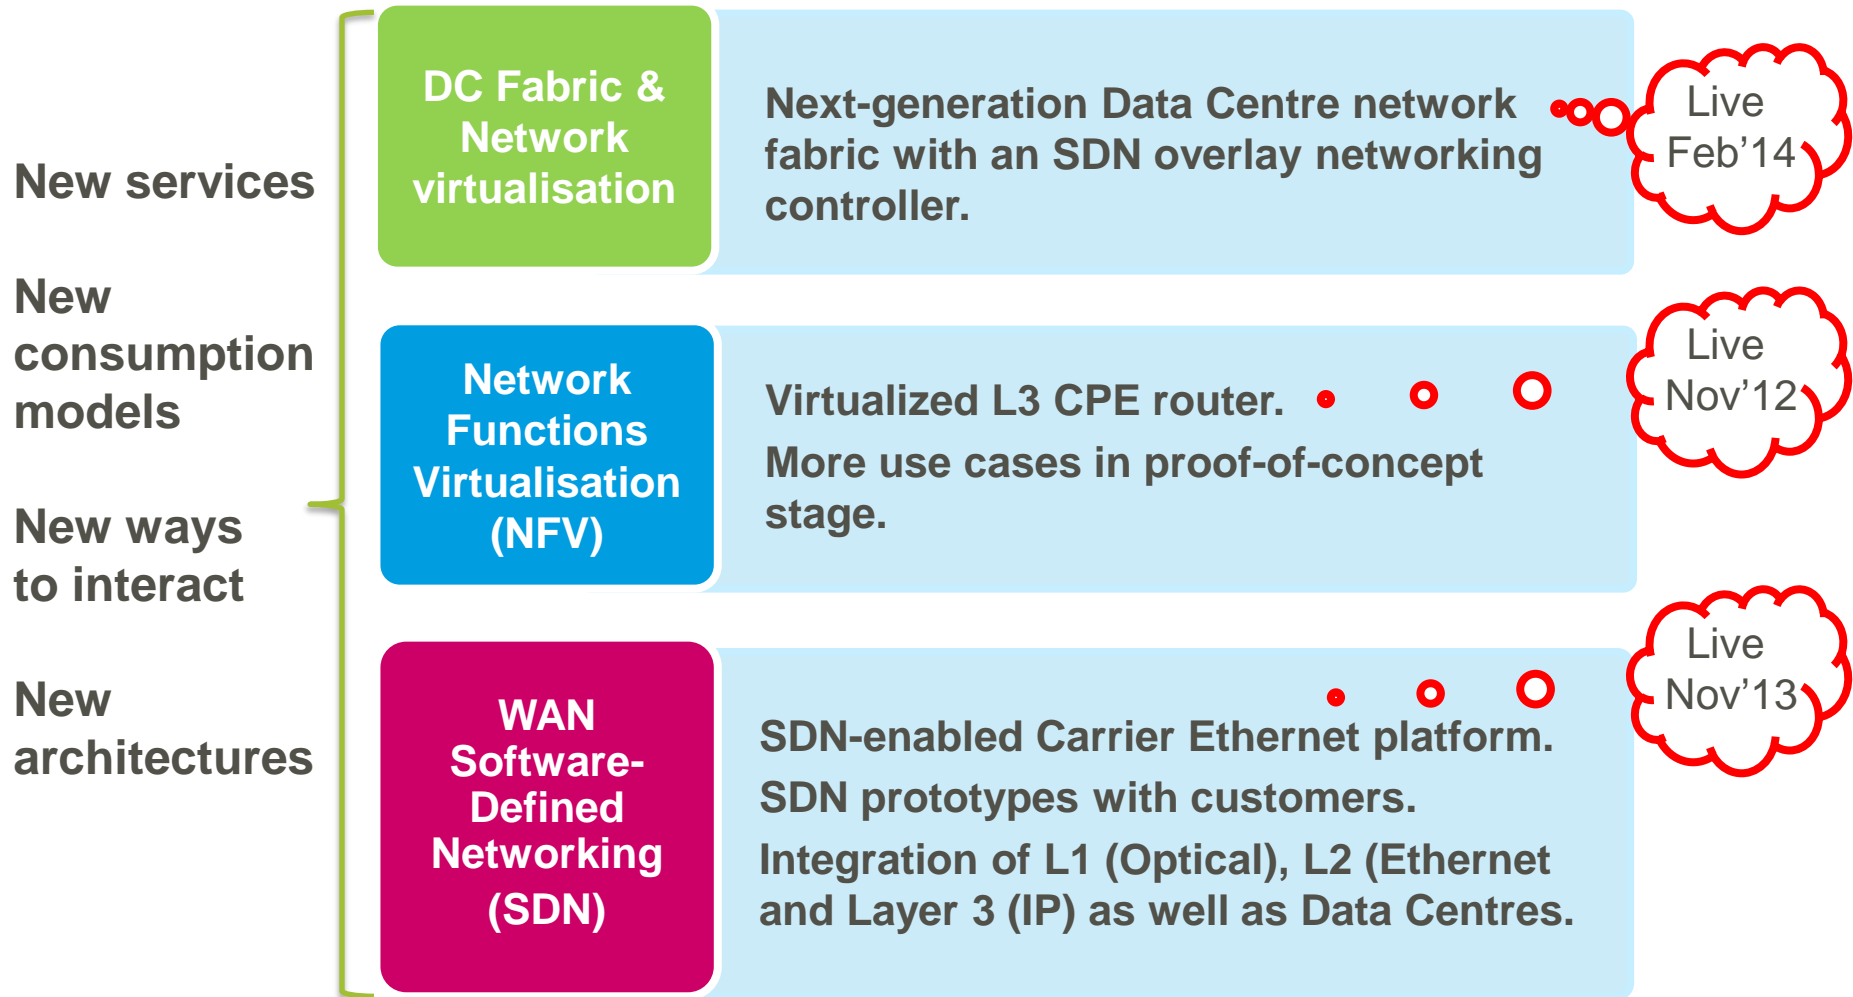 New services
New
consumption
models
New ways
to interact
New
architectures
DC Fabric &
Network
virtualisation
Next-generation Data Centre network
fabric with an SDN overlay networking
controller.
Live
Feb’14
Network
Functions
Virtualisation
(NFV)
Virtualized L3 CPE router.
More use cases in proof-of-concept
stage.
Live
Nov’12
WAN
Software-
Defined
Networking
(SDN)
SDN-enabled Carrier Ethernet platform.
SDN prototypes with customers.
Integration of L1 (Optical), L2 (Ethernet
and Layer 3 (IP) as well as Data Centres.
Live
Nov’13